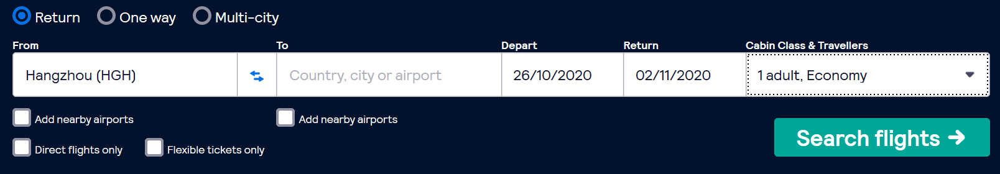 Return One way Multi-city
From To Depart Return Cabin Class & Travellers
Hangzhou (HGH) Country, city or airport 26/10/2020 02/11/2020 1 adult, Economy
Add nearby airports Add nearby airports
Direct flights only Flexible tickets only
Search flights